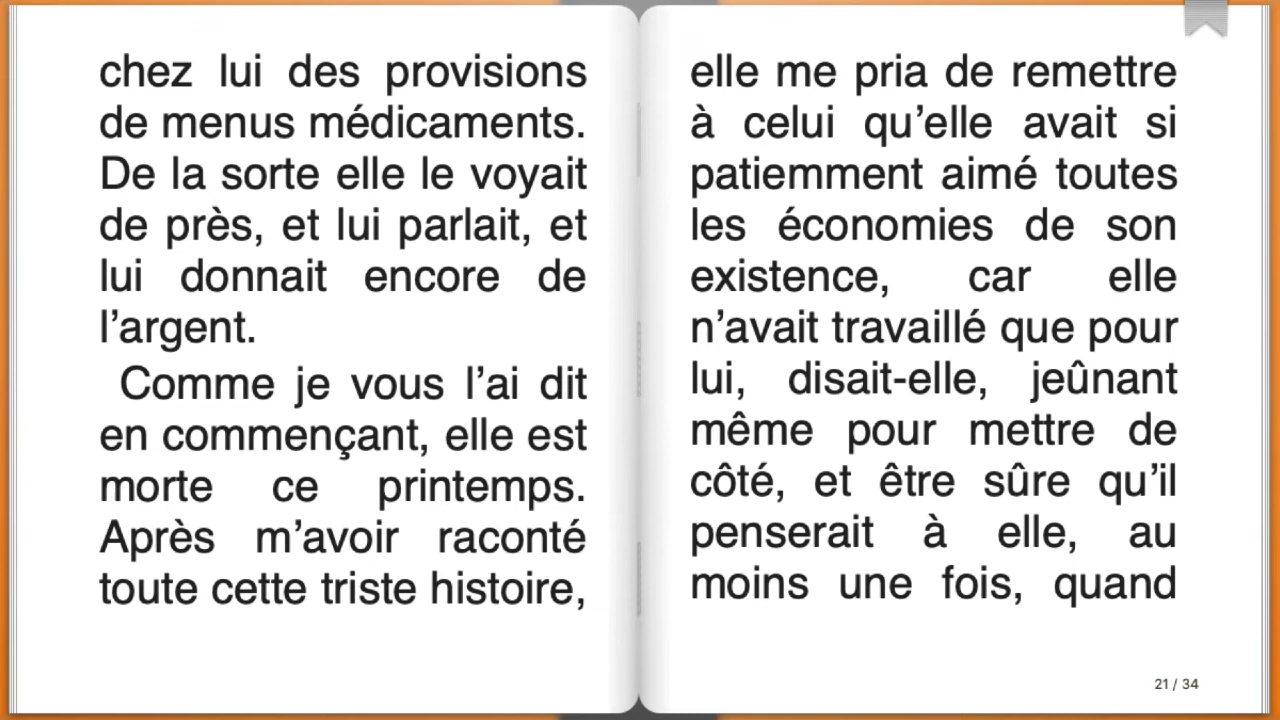 chez lui des provisions
de menus médicaments.
De la sorte elle le voyait
de près, et lui parlait, et
lui donnait encore de
l’argent.
Comme je vous l’ai dit
en commençant, elle est
morte ce printemps.
Après m’avoir raconté
toute cette triste histoire,
elle me pria de remettre
à celui qu’elle avait si
patiemment aimé toutes
les économies de son
existence, car elle
n’avait travaillé que pour
lui, disait-elle, jeûnant
même pour mettre de
côté, et être sûre qu’il
penserait à elle, au
moins une fois, quand
21 / 34